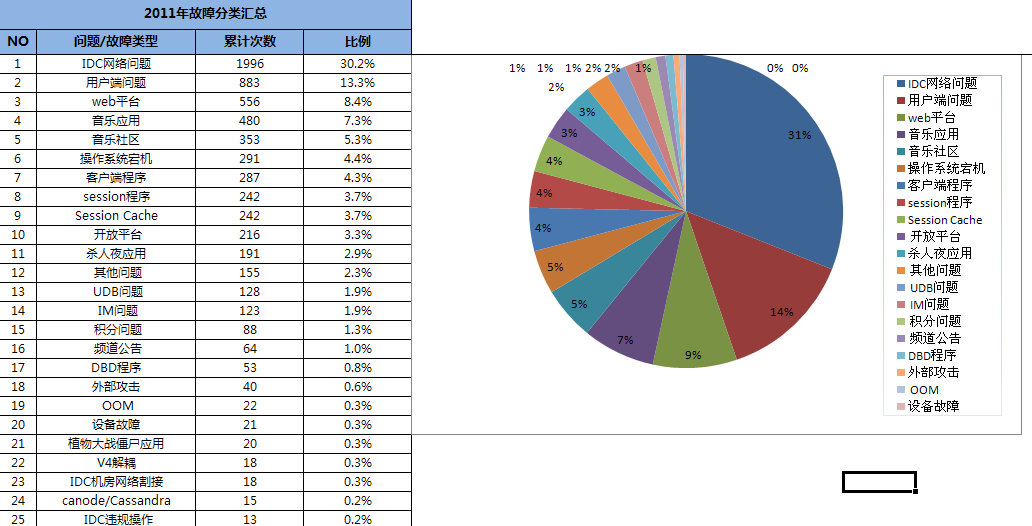 2011年故障分类汇总
NO 问题/故障类型 累计次数 比例
1 IDC网络问题 1996 30.2%
2 用户端问题 883 13.3%
3 web平台 556 8.4%
4 音乐应用 480 7.3%
5 音乐社区 353 5.3%
6 操作系统宕机 291 4.4%
7 客户端程序 287 4.3%
8 session程序 242 3.7%
9 Session Cache 242 3.7%
10 开放平台 216 3.3%
11 杀人夜应用 191 2.9%
12 其他问题 155 2.3%
13 UDB问题 128 1.9%
14 IM问题 123 1.9%
15 积分问题 88 1.3%
16 频道公告 64 1.0%
17 DBD程序 53 0.8%
18 外部攻击 40 0.6%
19 OOM 22 0.3%
20 设备故障 21 0.3%
21 植物大战僵尸应用 20 0.3%
22 V4解耦 18 0.3%
23 IDC机房网络割接 18 0.3%
24 canode/Cassandra 15 0.2%
25 IDC违规操作 13 0.2%
1% 1% 1% 2% 2% 1% 0% 0%
2%
3%
3%
4%
4%
4%
5%
5%
7%
9%
14%
31%
IDC网络问题
用户端问题
web平台
音乐应用
音乐社区
操作系统宕机
客户端程序
session程序
Session Cache
开放平台
杀人夜应用
其他问题
UDB问题
IM问题
积分问题
频道公告
DBD程序
外部攻击
OOM
设备故障